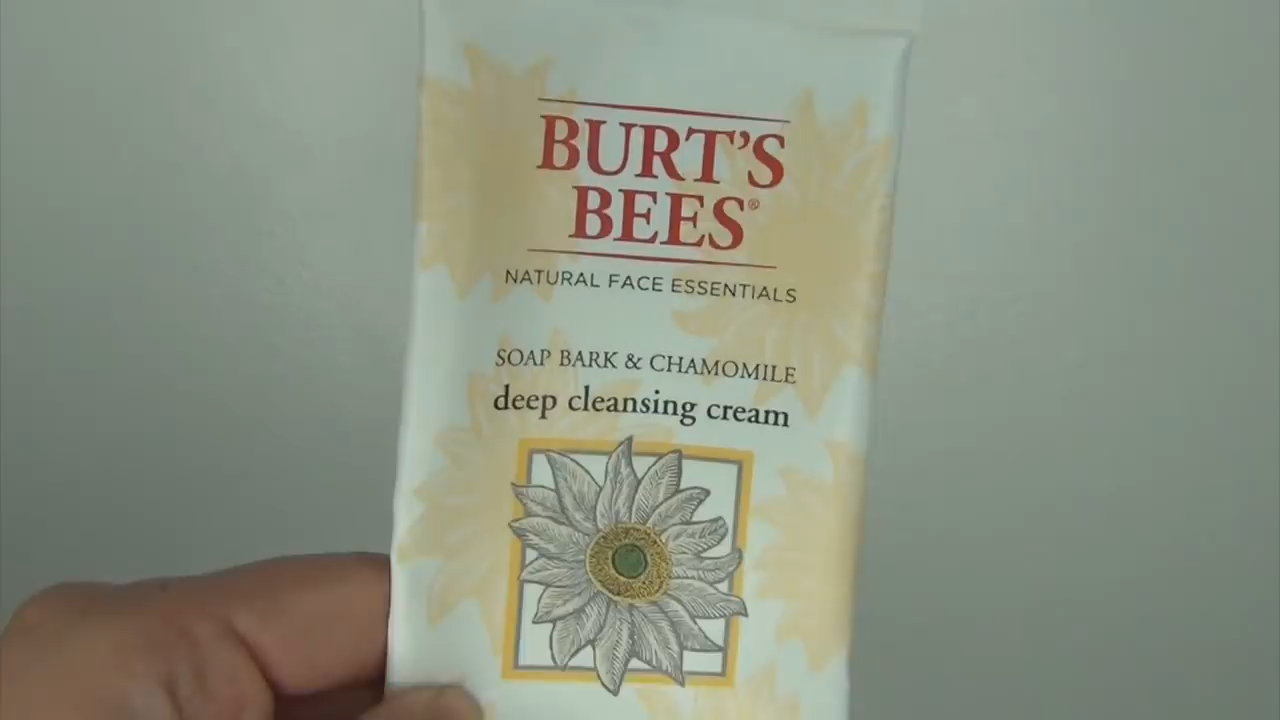 BURT'S
BEES®
NATURAL FACE ESSENTIALS
SOAP BARK & CHAMOMILE
deep cleansing cream